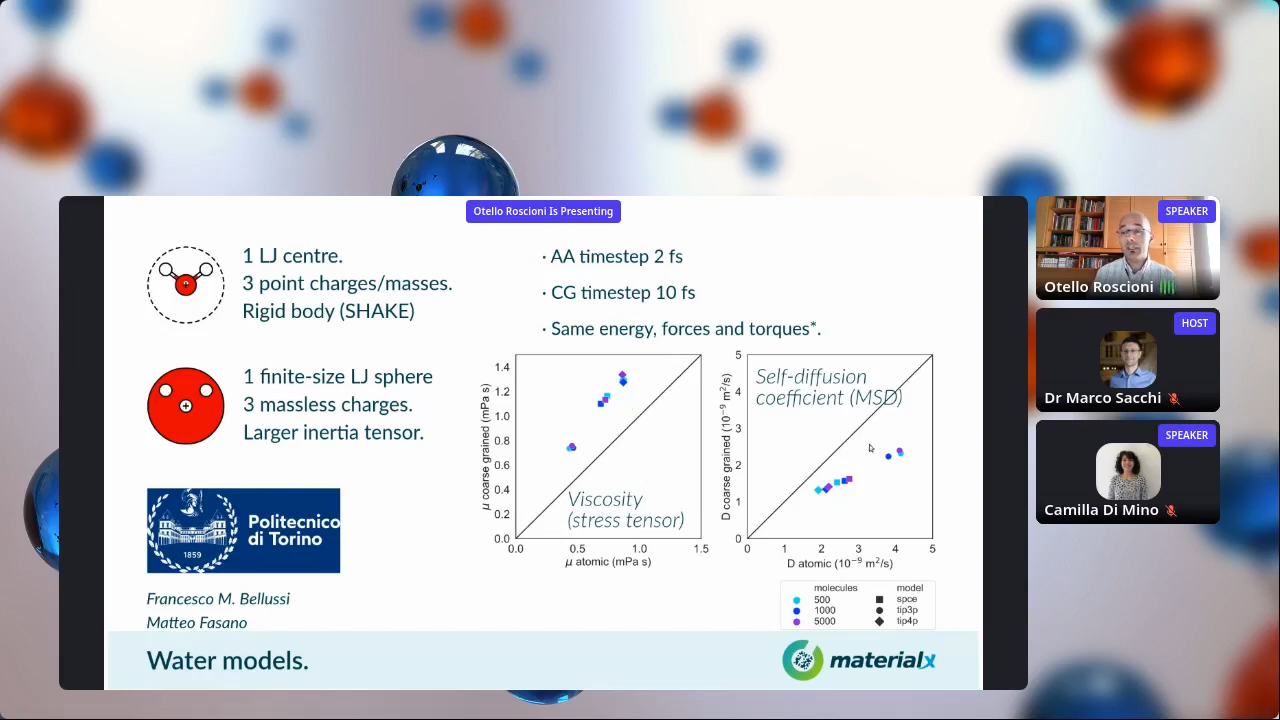 Otello Roscioni Is Presenting
1 LJ centre.
3 point charges/masses.
Rigid body (SHAKE)
· AA timestep 2 fs
· CG timestep 10 fs
· Same energy, forces and torques*.
1 finite-size LJ sphere
3 massless charges.
Larger inertia tensor.
μ coarse grained (mPa s)
1.4
1.2
1.0
0.8
0.6
0.4
0.2
0.0
0.0 0.5 1.0 1.5
μ atomic (mPa s)
Viscosity
(stress tensor)
D coarse grained (10⁻⁹ m²/s)
5
4
3
2
1
0
0 1 2 3 4 5
D atomic (10⁻⁹ m²/s)
Self-diffusion
coefficient (MSD)
molecules model
500 spce
1000 tip3p
5000 tip4p
Politecnico
di Torino
1859
Francesco M. Bellussi
Matteo Fasano
Water models.
materialx
SPEAKER
Otello Roscioni
HOST
Dr Marco Sacchi
SPEAKER
Camilla Di Mino